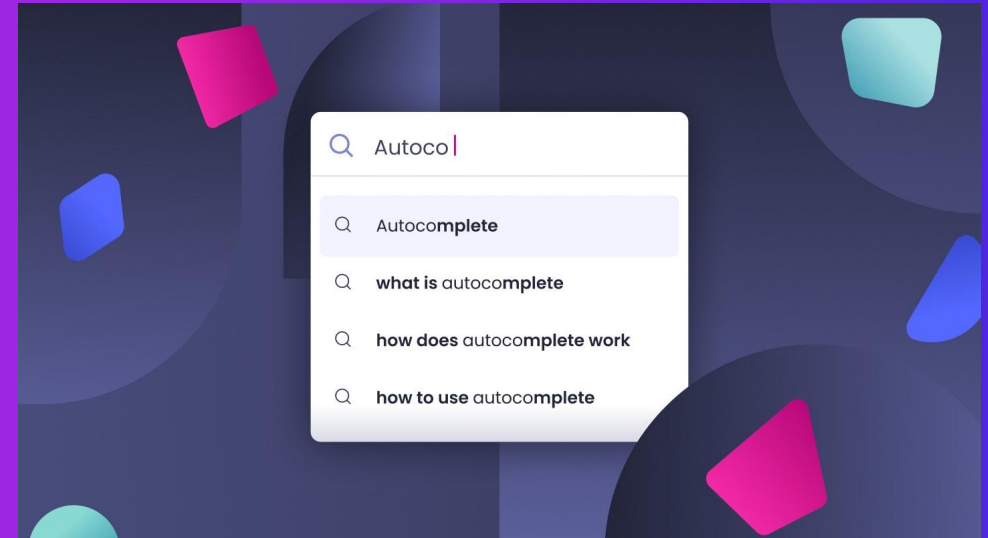 Autoco
Autocomplete
what is autocomplete
how does autocomplete work
how to use autocomplete